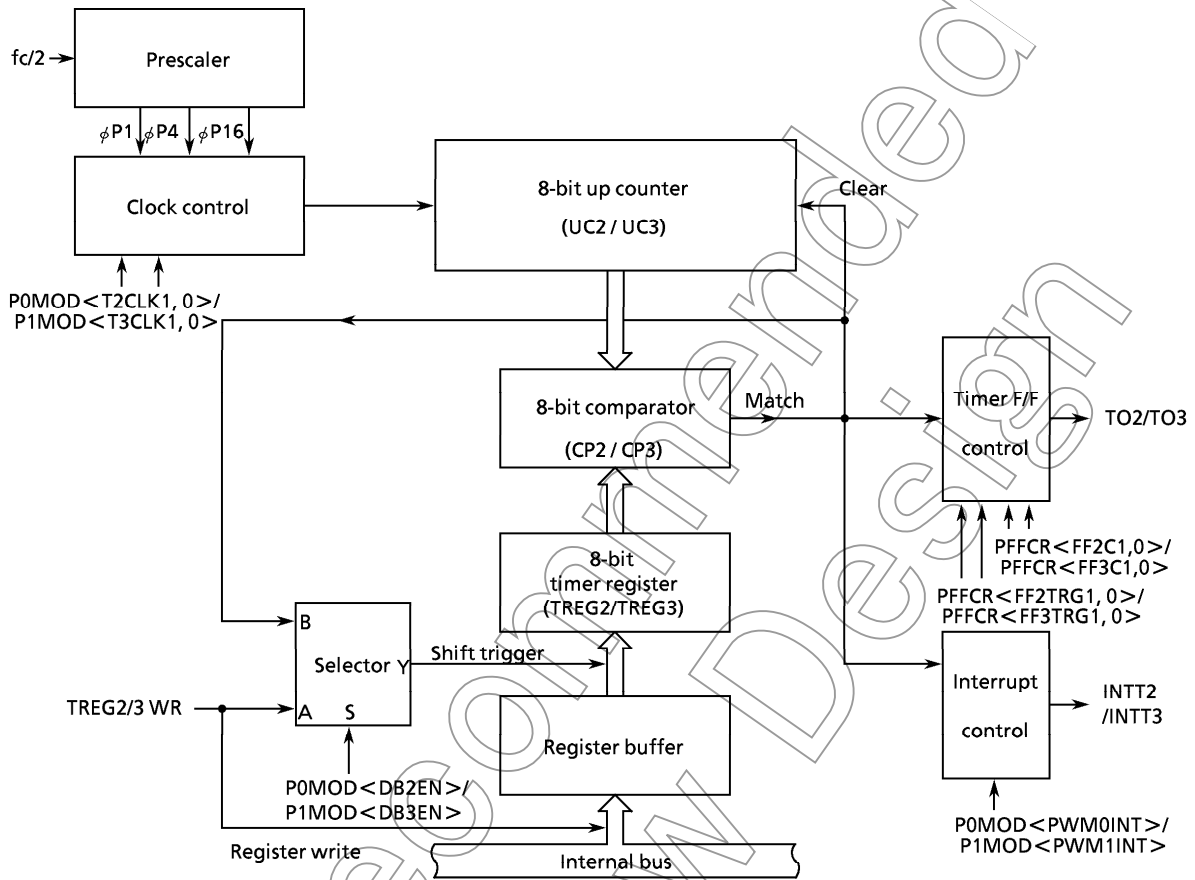 fc/2
Prescaler
ϕP1 ϕP4 ϕP16
Clock control
P0MOD<T2CLK1, 0>/
P1MOD<T3CLK1, 0>
8-bit up counter
(UC2 / UC3)
Clear
8-bit comparator
(CP2 / CP3)
Match
Timer F/F
control
TO2/TO3
PFFCR<FF2C1,0>/
PFFCR<FF3C1,0>
PFFCR<FF2TRG1, 0>/
PFFCR<FF3TRG1, 0>
8-bit
timer register
(TREG2/TREG3)
B
Selector Y
A S
Shift trigger
TREG2/3 WR
P0MOD<DB2EN>/
P1MOD<DB3EN>
Register write
Register buffer
Internal bus
Interrupt
control
INTT2
/INTT3
P0MOD<PWM0INT>/
P1MOD<PWM1INT>
ecommended
w Design